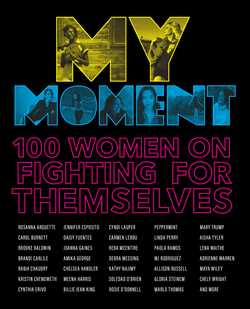 MY
MOMENT
100 WOMEN ON
FIGHTING FOR
THEMSELVES
ROSANNA ARQUETTE JENNIFER ESPOSITO CYNDI LAUPER PEPPERMINT MARY TRUMP
CAROL BURNETT DAISY FUENTES CARMEN LEROU LINDA PERRY AISHA TYLER
BROOKE BALDWIN JOANNA GAINES REBA MCENTIRE PAOLA RAMOS LENA WAITHE
BRANDI CARLILE AMIKA GEORGE DEBRA MESSING MJ RODRIGUEZ ADRIENNE WARREN
RABIA CHAUDRY CHELSEA HANDLER KATHY NAJIMY ALLISON RUSSELL MAYA WILEY
KRISTIN CHENOWETH MEENA HARRIS SOLEDAD O'BRIEN GLORIA STEINEM CHELY WRIGHT
CYNTHIA ERIVO BILLIE JEAN KING ROSIE O'DONNELL MARLO THOMAS AND MORE